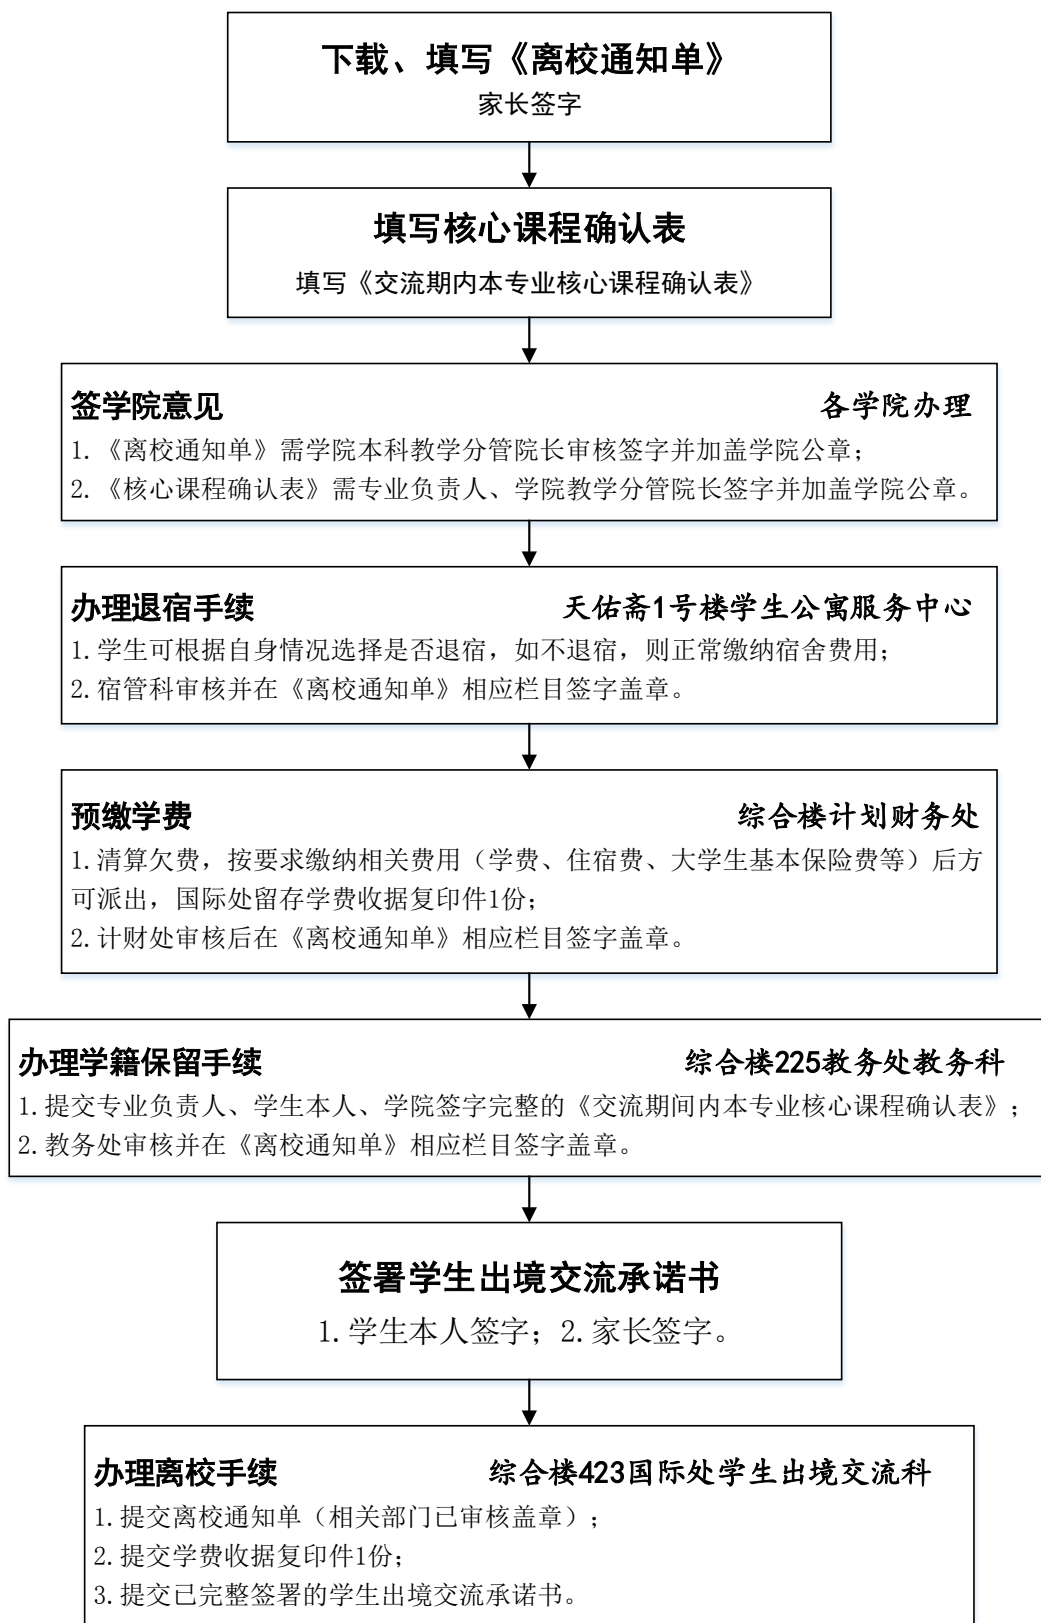 下载、填写《离校通知单》
家长签字
填写核心课程确认表
填写《交流期内本专业核心课程确认表》
签学院意见 各学院办理
1.《离校通知单》需学院本科教学分管院长审核签字并加盖学院公章；
2.《核心课程确认表》需专业负责人、学院教学分管院长签字并加盖学院公章。
办理退宿手续 天佑斋1号楼学生公寓服务中心
1.学生可根据自身情况选择是否退宿，如不退宿，则正常缴纳宿舍费用；
2.宿管科审核并在《离校通知单》相应栏目签字盖章。
预缴学费 综合楼计划财务处
1.清算欠费，按要求缴纳相关费用（学费、住宿费、大学生基本保险费等）后方
可派出，国际处留存学费收据复印件1份；
2.计财处审核后在《离校通知单》相应栏目签字盖章。
办理学籍保留手续 综合楼225教务处教务科
1.提交专业负责人、学生本人、学院签字完整的《交流期间内本专业核心课程确认表》；
2.教务处审核并在《离校通知单》相应栏目签字盖章。
签署学生出境交流承诺书
1.学生本人签字；2.家长签字。
办理离校手续 综合楼423国际处学生出境交流科
1.提交离校通知单（相关部门已审核盖章）；
2.提交学费收据复印件1份；
3.提交已完整签署的学生出境交流承诺书。